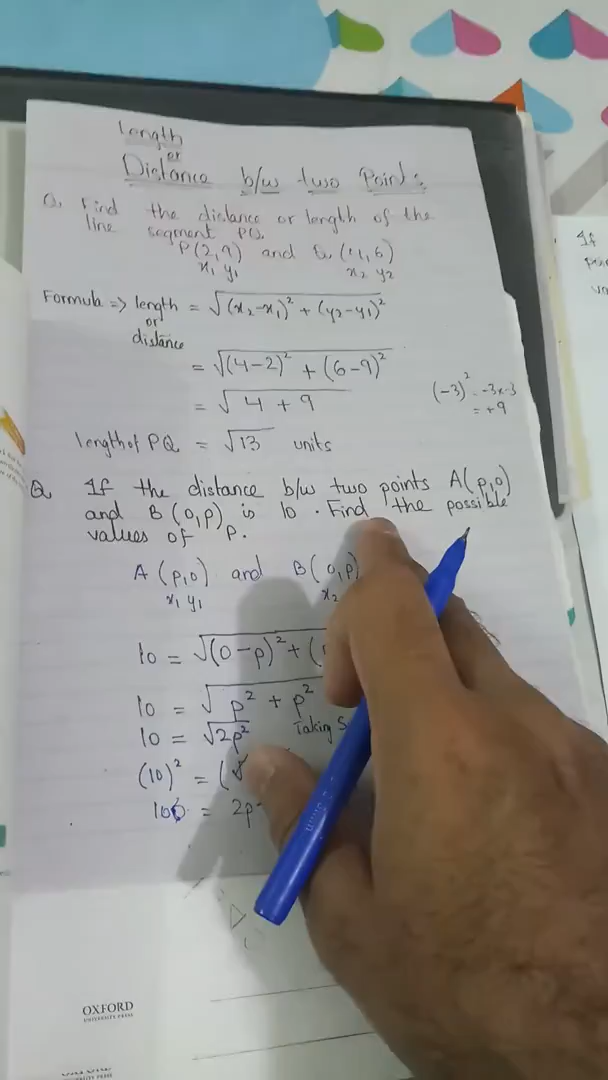 Length
or
Distance b/w two Points
Q. Find the distance or length of the
line segment PQ.
P(2,9) and Q(4,6)
x₁ y₁ x₂ y₂
Formula => length = √(x₂-x₁)² + (y₂-y₁)²
or
distance
= √(4-2)² + (6-9)²
= √4 + 9
(-3)² = -3x-3
= +9
length of PQ = √13 units
Q If the distance b/w two points A(p,0)
and B(0,p) is 10. Find the possible
values of p.
A (p,0) and B(0,p)
x₁ y₁ x₂
10 = √(0-p)² + (
10 = √p² + p²
10 = √2p² Taking S
(10)² = (√
100 = 2p
OXFORD
UNIVERSITY PRESS
If